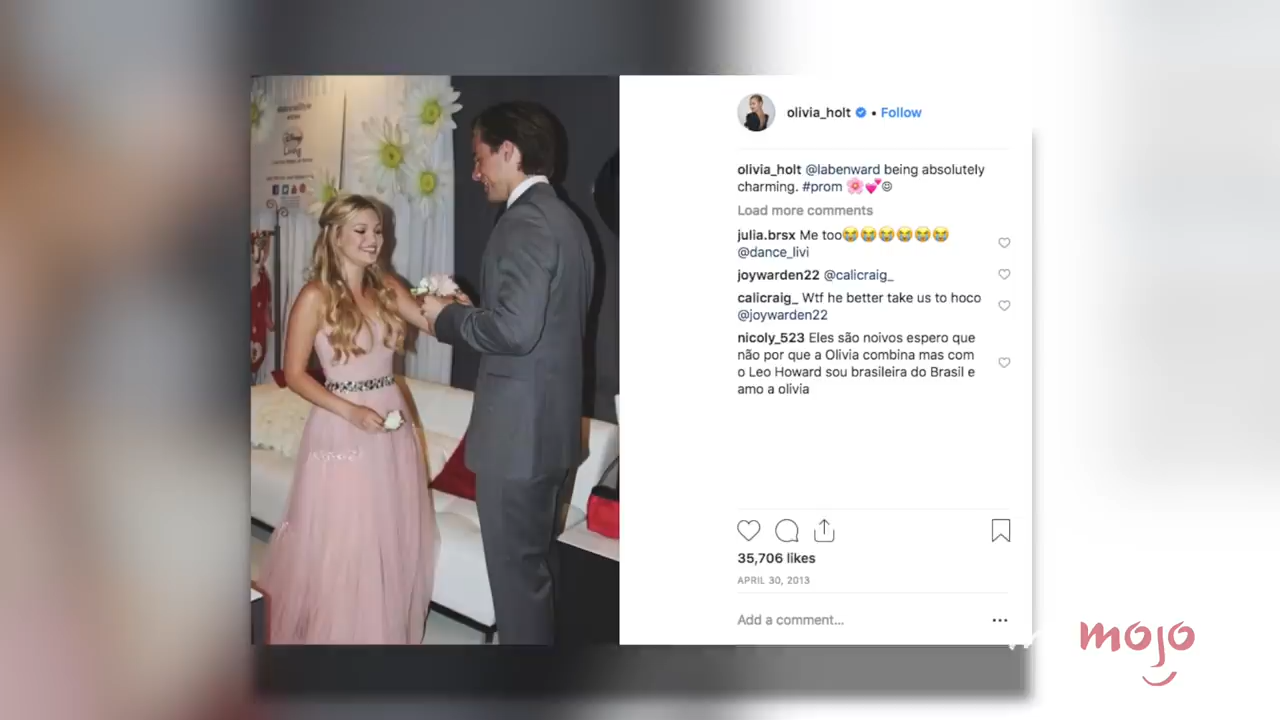 Disney
Living
olivia_holt • Follow
olivia_holt @labenward being absolutely
charming. #prom 🌸💕☺
Load more comments
julia.brsx Me too😭😭😭😭😭😭
@dance_livi
joywarden22 @calicraig_
calicraig_ Wtf he better take us to hoco
@joywarden22
nicoly_523 Eles são noivos espero que
não por que a Olivia combina mas com
o Leo Howard sou brasileira do Brasil e
amo a olivia
35,706 likes
APRIL 30, 2013
Add a comment...
mojo